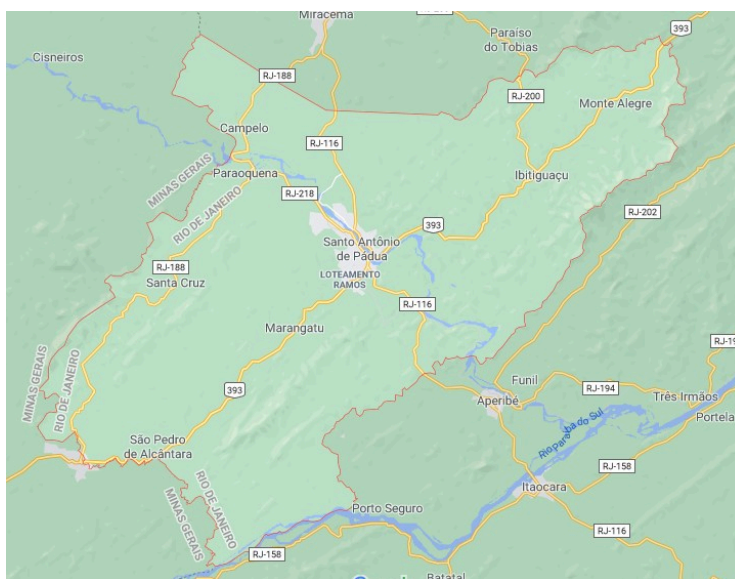 Miracema
393
Cisneiros
Paraíso
do Tobias
RJ-188
RJ-200
Monte Alegre
Campelo
RJ-116
MINAS GERAIS
Paraoquena
Ibitiguaçu
RJ-218
RIO DE JANEIRO
RJ-202
393
Santo Antônio
de Pádua
RJ-188
LOTEAMENTO
RAMOS
Santa Cruz
RJ-116
Marangatu
MINAS GERAIS
RIO DE JANEIRO
393
Funil
RJ-194
Aperibé
Três Irmãos
Portela
Rio Paraíba do Sul
São Pedro
de Alcântara
RJ-158
RIO DE JANEIRO
MINAS GERAIS
Itaocara
Porto Seguro
RJ-116
RJ-158
Batatal